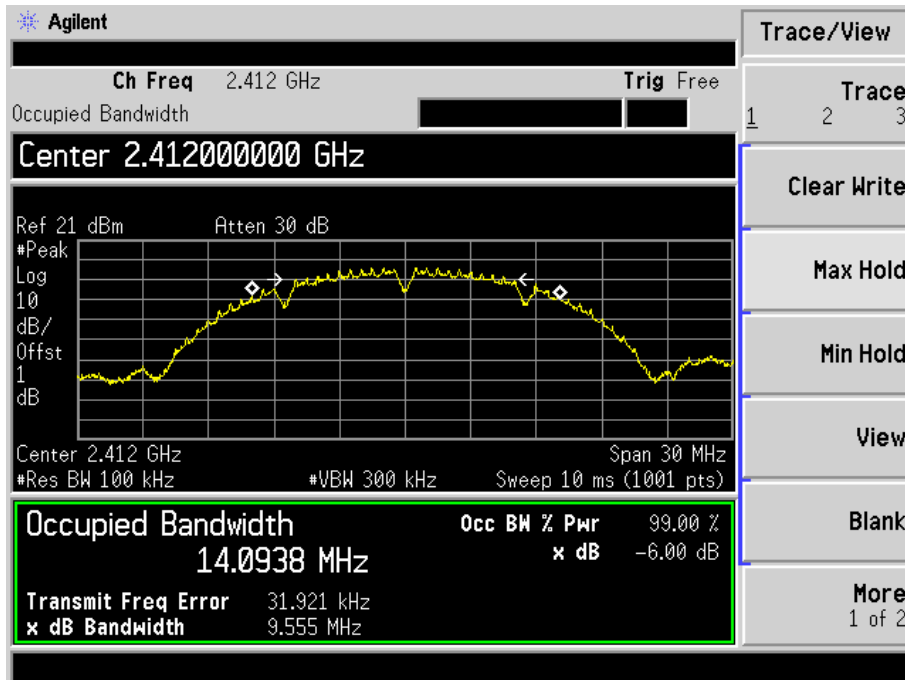 Agilent
Trace/View
Ch Freq 2.412 GHz Trig Free
Occupied Bandwidth
Trace
1 2 3
Center 2.412000000 GHz
Clear Write
Ref 21 dBm Atten 30 dB
#Peak
Log
10
dB/
Offst
1
dB
Max Hold
Min Hold
View
Center 2.412 GHz Span 30 MHz
#Res BW 100 kHz #VBW 300 kHz Sweep 10 ms (1001 pts)
Occupied Bandwidth
14.0938 MHz
Occ BW % Pwr 99.00 %
x dB -6.00 dB
Transmit Freq Error 31.921 kHz
x dB Bandwidth 9.555 MHz
Blank
More
1 of 2